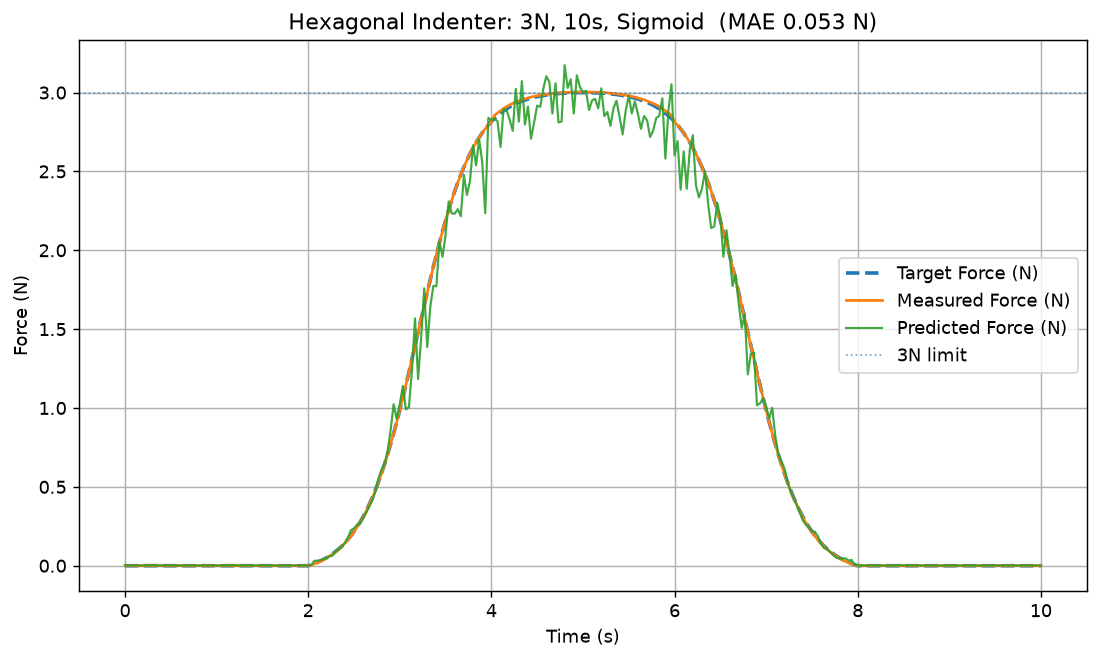 Hexagonal Indenter: 3N, 10s, Sigmoid  (MAE 0.053 N)
Force (N)
3.0
2.5
2.0
1.5
1.0
0.5
0.0
Target Force (N)
Measured Force (N)
Predicted Force (N)
3N limit
0 2 4 6 8 10
Time (s)